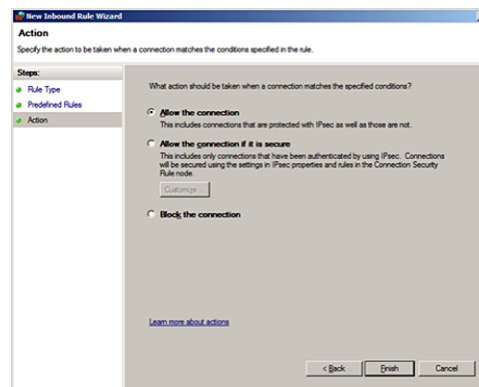 New Inbound Rule Wizard
Action
Specify the action to be taken when a connection matches the conditions specified in the rule.
Steps:
Rule Type
Predefined Rules
Action
What action should be taken when a connection matches the specified conditions?
Allow the connection
This includes connections that are protected with IPsec as well as those are not.
Allow the connection if it is secure
This includes only connections that have been authenticated by using IPsec. Connections
will be secured using the settings in IPsec properties and rules in the Connection Security
Rule node.
Customize...
Block the connection
Learn more about actions
< Back
Finish
Cancel